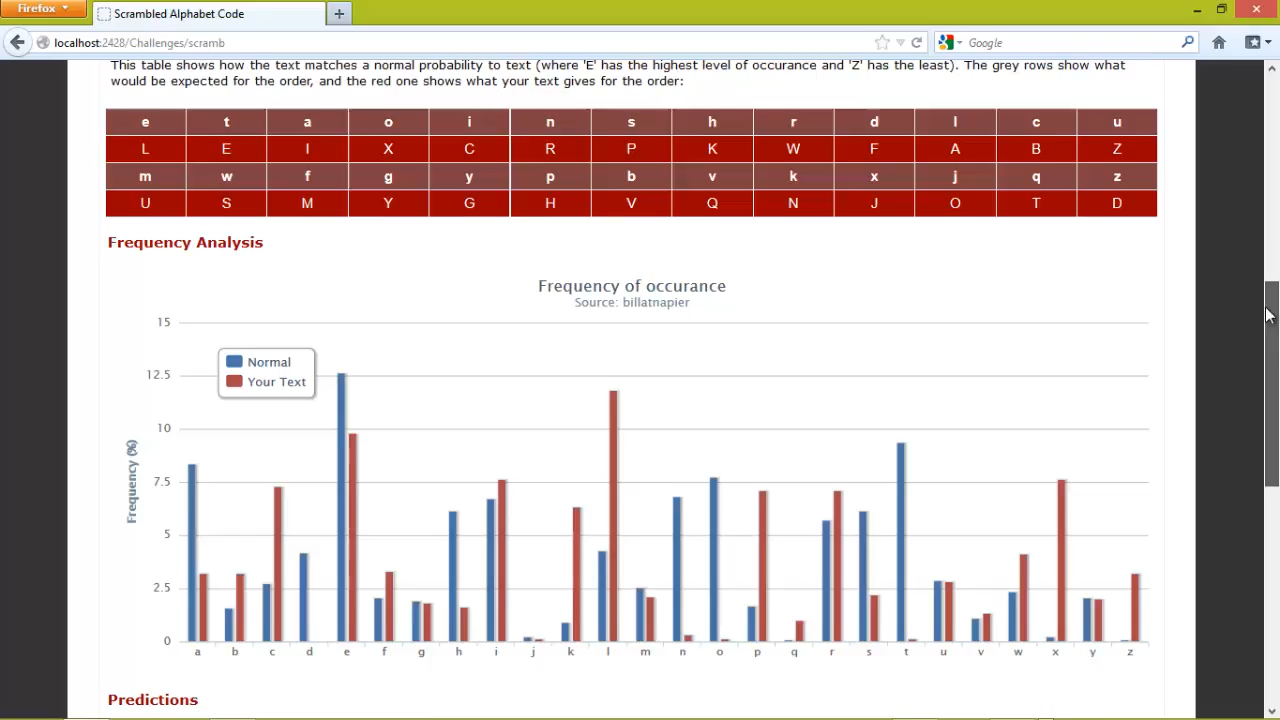 Firefox
Scrambled Alphabet Code
localhost:2428/Challenges/scramb
Google
This table shows how the text matches a normal probability to text (where 'E' has the highest level of occurance and 'Z' has the least). The grey rows show what
would be expected for the order, and the red one shows what your text gives for the order:
e t a o i n s h r d l c u
L E I X C R P K W F A B Z
m w f g y p b v k x j q z
U S M Y G H V Q N J O T D
Frequency Analysis
Frequency of occurance
Source: billatnapier
15
12.5
10
7.5
5
2.5
0
Frequency (%)
Normal
Your Text
a b c d e f g h i j k l m n o p q r s t u v w x y z
Predictions